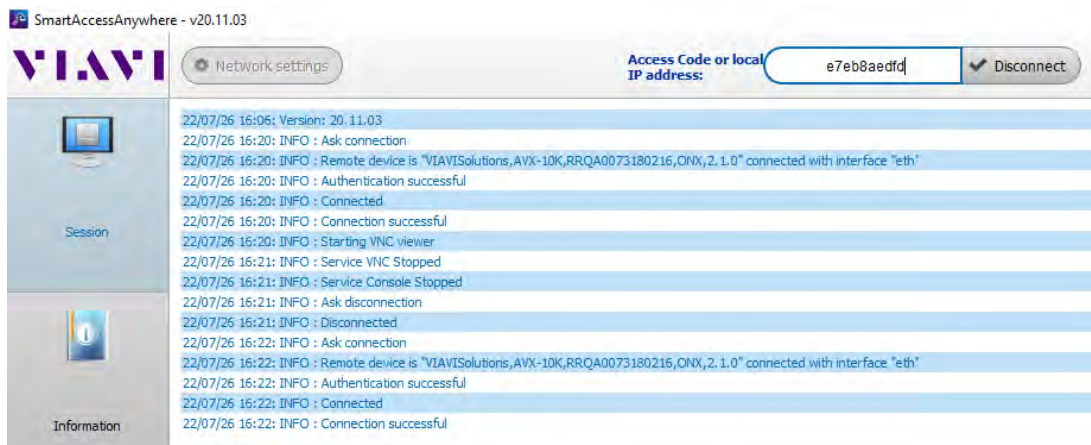 SmartAccessAnywhere - v20.11.03
VIAVI
Network settings
Access Code or local
IP address:
e7eb8aedfd
Disconnect
22/07/26 16:06: Version: 20.11.03
22/07/26 16:20: INFO : Ask connection
22/07/26 16:20: INFO : Remote device is "VIAVISolutions,AVX-10K,RRQA0073180216,ONX,2.1.0" connected with interface "eth"
22/07/26 16:20: INFO : Authentication successful
22/07/26 16:20: INFO : Connected
22/07/26 16:20: INFO : Connection successful
22/07/26 16:20: INFO : Starting VNC viewer
22/07/26 16:21: INFO : Service VNC Stopped
22/07/26 16:21: INFO : Service Console Stopped
22/07/26 16:21: INFO : Ask disconnection
22/07/26 16:21: INFO : Disconnected
22/07/26 16:22: INFO : Ask connection
22/07/26 16:22: INFO : Remote device is "VIAVISolutions,AVX-10K,RRQA0073180216,ONX,2.1.0" connected with interface "eth"
22/07/26 16:22: INFO : Authentication successful
22/07/26 16:22: INFO : Connected
22/07/26 16:22: INFO : Connection successful
Session
Information